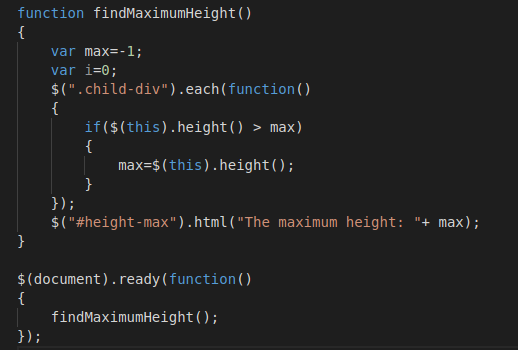 function findMaximumHeight()
{
    var max=-1;
    var i=0;
    $(".child-div").each(function()
    {
        if($(this).height() > max)
        {
            max=$(this).height();
        }
    });
    $("#height-max").html("The maximum height: "+ max);
}

$(document).ready(function()
{
    findMaximumHeight();
});